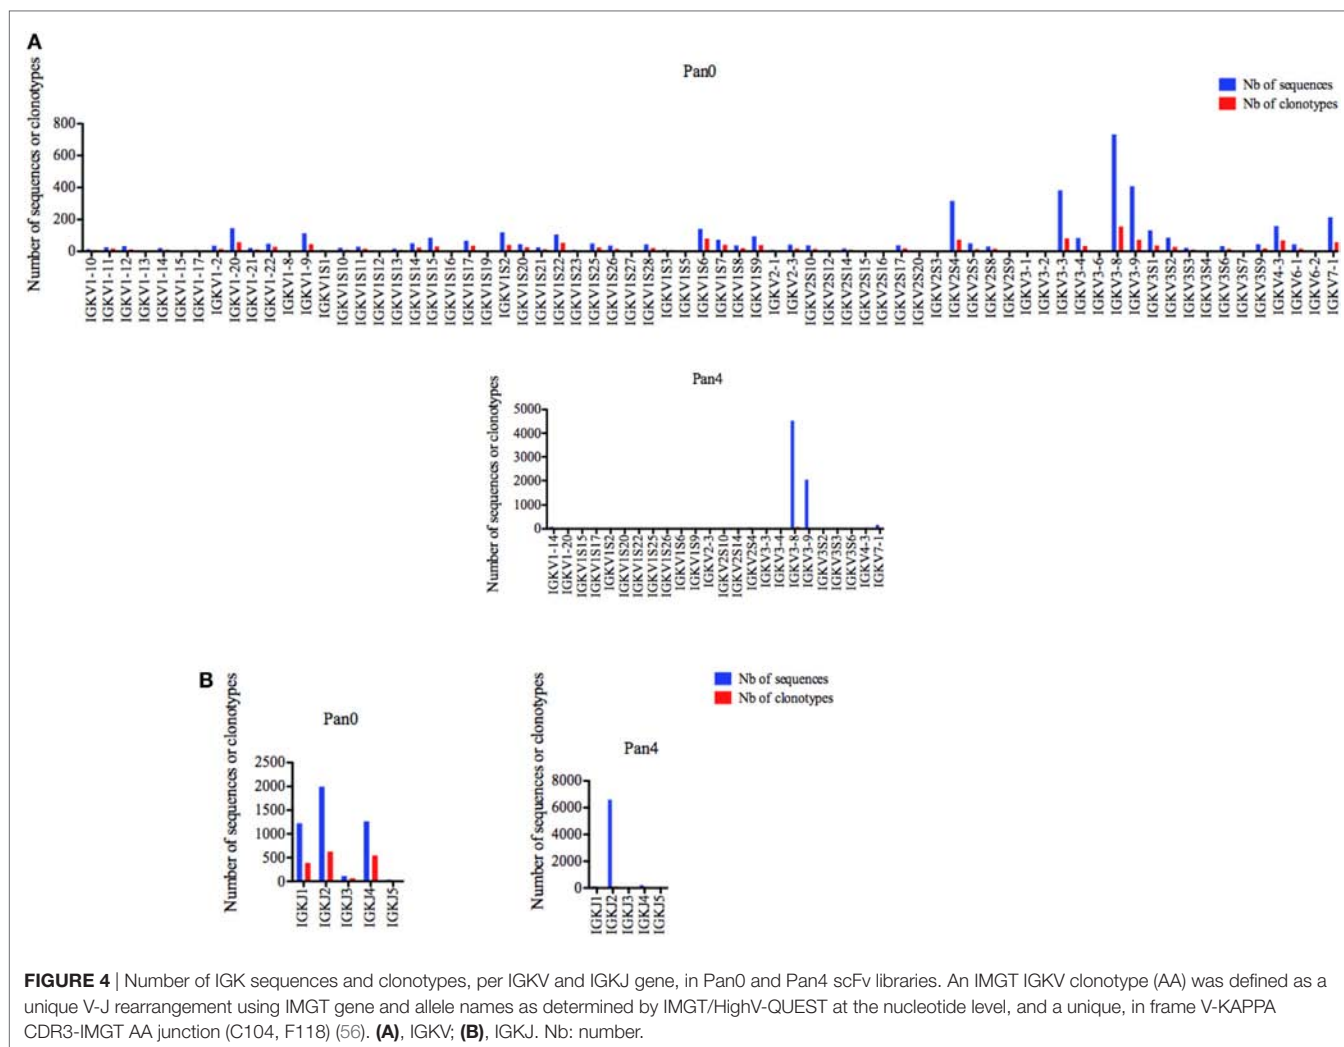 A
Pan0
Nb of sequences
Nb of clonotypes
Number of sequences or clonotypes
800
600
400
200
0
IGKV1-10
IGKV1-11
IGKV1-12
IGKV1-13
IGKV1-14
IGKV1-15
IGKV1-17
IGKV1-2
IGKV1-20
IGKV1-21
IGKV1-22
IGKV1-8
IGKV1-9
IGKV1S1
IGKV1S10
IGKV1S11
IGKV1S12
IGKV1S13
IGKV1S14
IGKV1S15
IGKV1S16
IGKV1S17
IGKV1S19
IGKV1S2
IGKV1S20
IGKV1S21
IGKV1S22
IGKV1S23
IGKV1S25
IGKV1S26
IGKV1S27
IGKV1S28
IGKV1S3
IGKV1S5
IGKV1S6
IGKV1S7
IGKV1S8
IGKV1S9
IGKV2-1
IGKV2-3
IGKV2S10
IGKV2S12
IGKV2S14
IGKV2S15
IGKV2S16
IGKV2S17
IGKV2S20
IGKV2S3
IGKV2S4
IGKV2S5
IGKV2S8
IGKV2S9
IGKV3-1
IGKV3-2
IGKV3-3
IGKV3-4
IGKV3-6
IGKV3-8
IGKV3-9
IGKV3S1
IGKV3S2
IGKV3S3
IGKV3S4
IGKV3S6
IGKV3S7
IGKV3S9
IGKV4-3
IGKV6-1
IGKV6-2
IGKV7-1
Pan4
Number of sequences or clonotypes
5000
4000
3000
2000
1000
0
IGKV1-14
IGKV1-20
IGKV1S15
IGKV1S17
IGKV1S2
IGKV1S20
IGKV1S22
IGKV1S25
IGKV1S26
IGKV1S6
IGKV1S9
IGKV2-3
IGKV2S10
IGKV2S14
IGKV2S4
IGKV3-3
IGKV3-4
IGKV3-8
IGKV3-9
IGKV3S2
IGKV3S3
IGKV3S6
IGKV4-3
IGKV7-1
B
Nb of sequences
Nb of clonotypes
Pan0
Number of sequences or clonotypes
2500
2000
1500
1000
500
0
IGKJ1
IGKJ2
IGKJ3
IGKJ4
IGKJ5
Pan4
Number of sequences or clonotypes
8000
6000
4000
2000
0
IGKJ1
IGKJ2
IGKJ3
IGKJ4
IGKJ5
FIGURE 4 | Number of IGK sequences and clonotypes, per IGKV and IGKJ gene, in Pan0 and Pan4 scFv libraries. An IMGT IGKV clonotype (AA) was defined as a
unique V-J rearrangement using IMGT gene and allele names as determined by IMGT/HighV-QUEST at the nucleotide level, and a unique, in frame V-KAPPA
CDR3-IMGT AA junction (C104, F118) (56). (A), IGKV; (B), IGKJ. Nb: number.